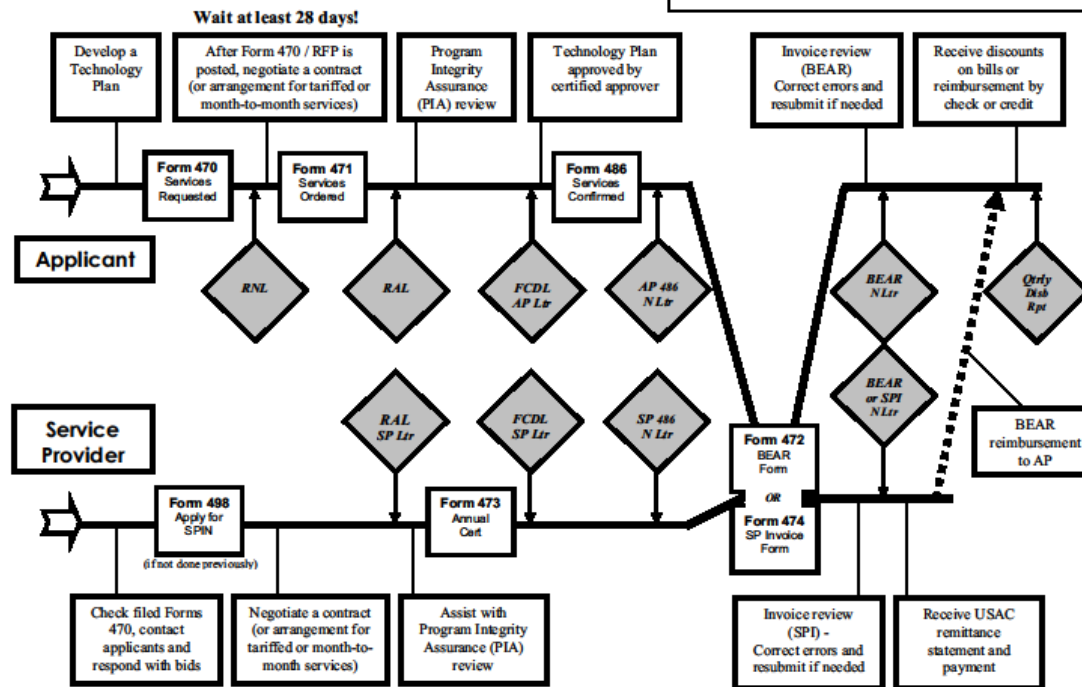 Wait at least 28 days!
Develop a
Technology
Plan
After Form 470 / RFP is
posted, negotiate a contract
(or arrangement for tariffed or
month-to-month services)
Program
Integrity
Assurance
(PIA) review
Technology Plan
approved by
certified approver
Invoice review
(BEAR)
Correct errors and
resubmit if needed
Receive discounts
on bills or
reimbursement by
check or credit
Form 470
Services
Requested
Form 471
Services
Ordered
Form 486
Services
Confirmed
Applicant
RNL
RAL
FCDL
AP Ltr
AP 486
N Ltr
BEAR
N Ltr
Qtrly
Disb
Rpt
Service
Provider
RAL
SP Ltr
FCDL
SP Ltr
SP 486
N Ltr
BEAR
or SPI
N Ltr
Form 472
BEAR
Form
OR
Form 474
SP Invoice
Form
BEAR
reimbursement
to AP
Form 498
Apply for
SPIN
(if not done previously)
Form 473
Annual
Cert
Check filed Forms
470, contact
applicants and
respond with bids
Negotiate a contract
(or arrangement for
tariffed or month-to-
month services)
Assist with
Program Integrity
Assurance (PIA)
review
Invoice review
(SPI) -
Correct errors and
resubmit if needed
Receive USAC
remittance
statement and
payment